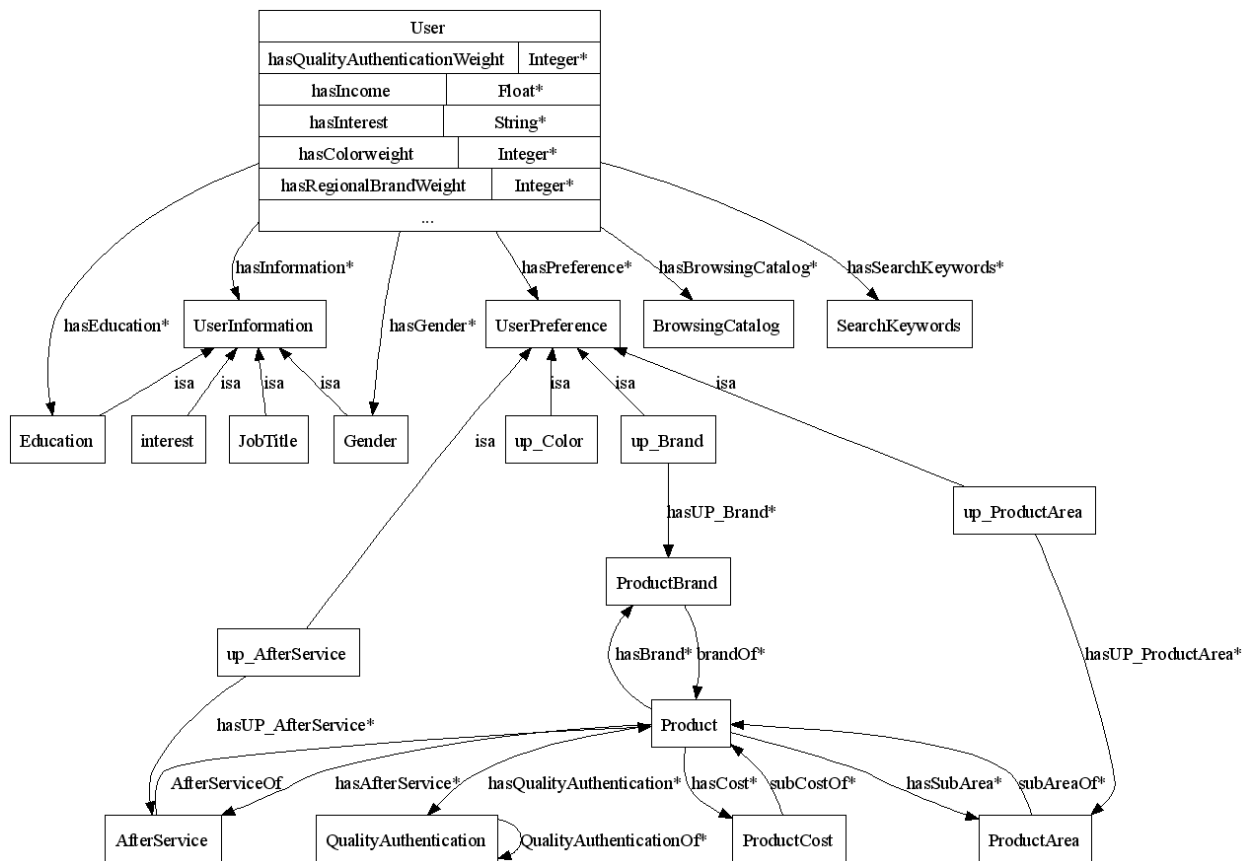 User
hasQualityAuthenticationWeight Integer*
hasIncome Float*
hasInterest String*
hasColorweight Integer*
hasRegionalBrandWeight Integer*
...
hasInformation* hasPreference* hasBrowsingCatalog* hasSearchKeywords*
hasEducation* UserInformation hasGender* UserPreference BrowsingCatalog SearchKeywords
isa isa isa isa isa isa isa
Education interest JobTitle Gender isa up_Color up_Brand
hasUP_Brand* up_ProductArea
ProductBrand
up_AfterService hasBrand* brandOf* hasUP_ProductArea*
hasUP_AfterService* Product
AfterServiceOf hasAfterService* hasQualityAuthentication* hasCost* subCostOf* hasSubArea* subAreaOf*
AfterService QualityAuthentication QualityAuthenticationOf* ProductCost ProductArea